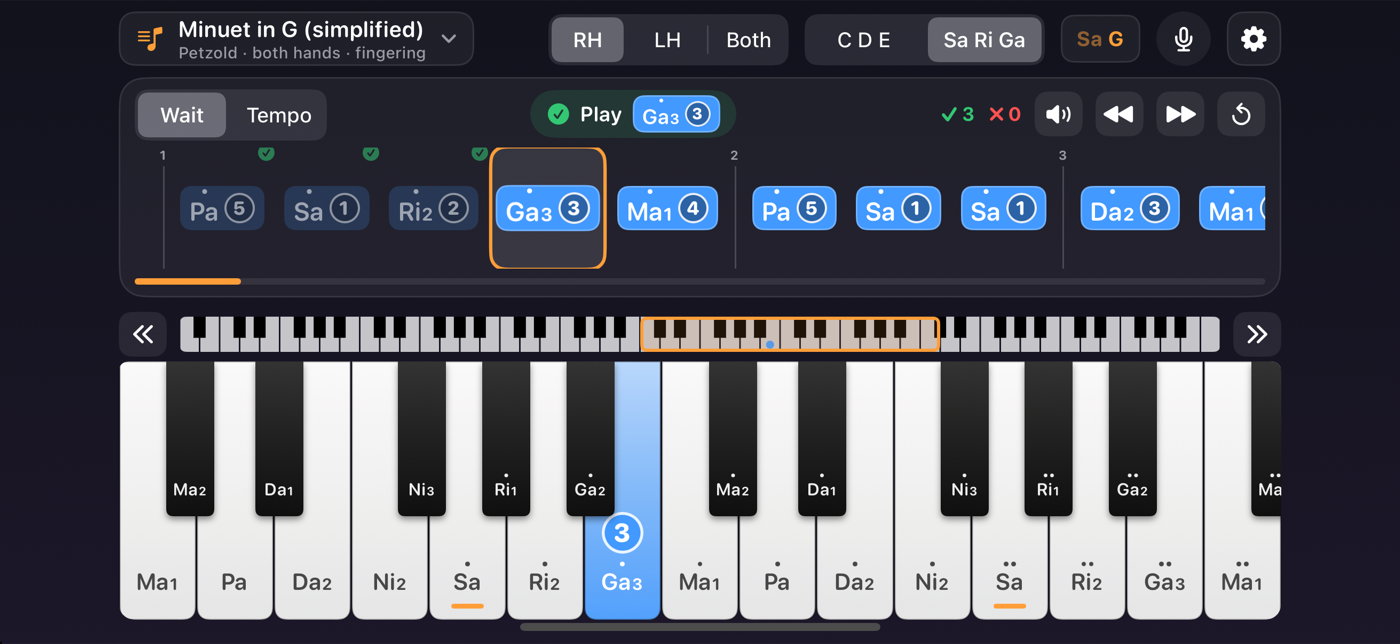 Minuet in G (simplified)
Petzold · both hands · fingering
RH LH Both
C D E Sa Ri Ga
Sa G
Wait Tempo
Play Ga3 3
3 0
1 2 3
Pa 5 Sa 1 Ri2 2 Ga3 3 Ma1 4 Pa 5 Sa 1 Sa 1 Da2 3 Ma1
Ma2 Da1 Ni3 Ri1 Ga2 Ma2 Da1 Ni3 Ri1 Ga2 Ma
3
Ma1 Pa Da2 Ni2 Sa Ri2 Ga3 Ma1 Pa Da2 Ni2 Sa Ri2 Ga3 Ma1